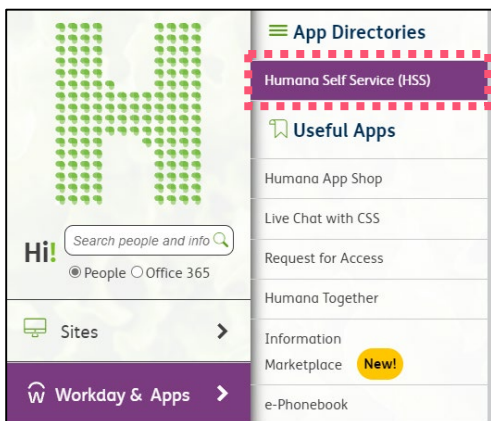 Hi!
Search people and info
People Office 365
Sites
Workday & Apps
App Directories
Humana Self Service (HSS)
Useful Apps
Humana App Shop
Live Chat with CSS
Request for Access
Humana Together
Information
Marketplace New!
e-Phonebook